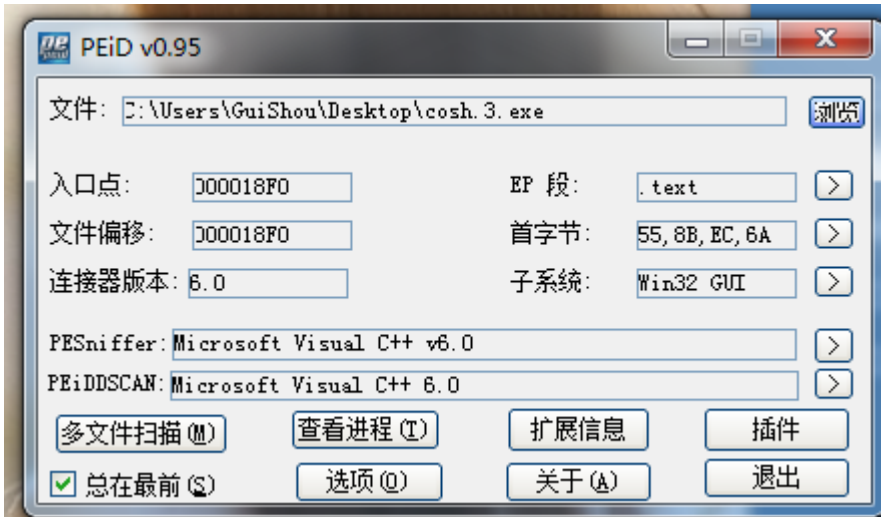 PEiD v0.95
文件: C:\Users\GuiShou\Desktop\cosh.3.exe 浏览
入口点: 000018F0 EP 段: .text >
文件偏移: 000018F0 首字节: 55,8B,EC,6A >
连接器版本: 6.0 子系统: Win32 GUI >
PESniffer: Microsoft Visual C++ v6.0 >
PEiDDSCAN: Microsoft Visual C++ 6.0 >
多文件扫描(M) 查看进程(T) 扩展信息 插件
总在最前(S) 选项(O) 关于(A) 退出